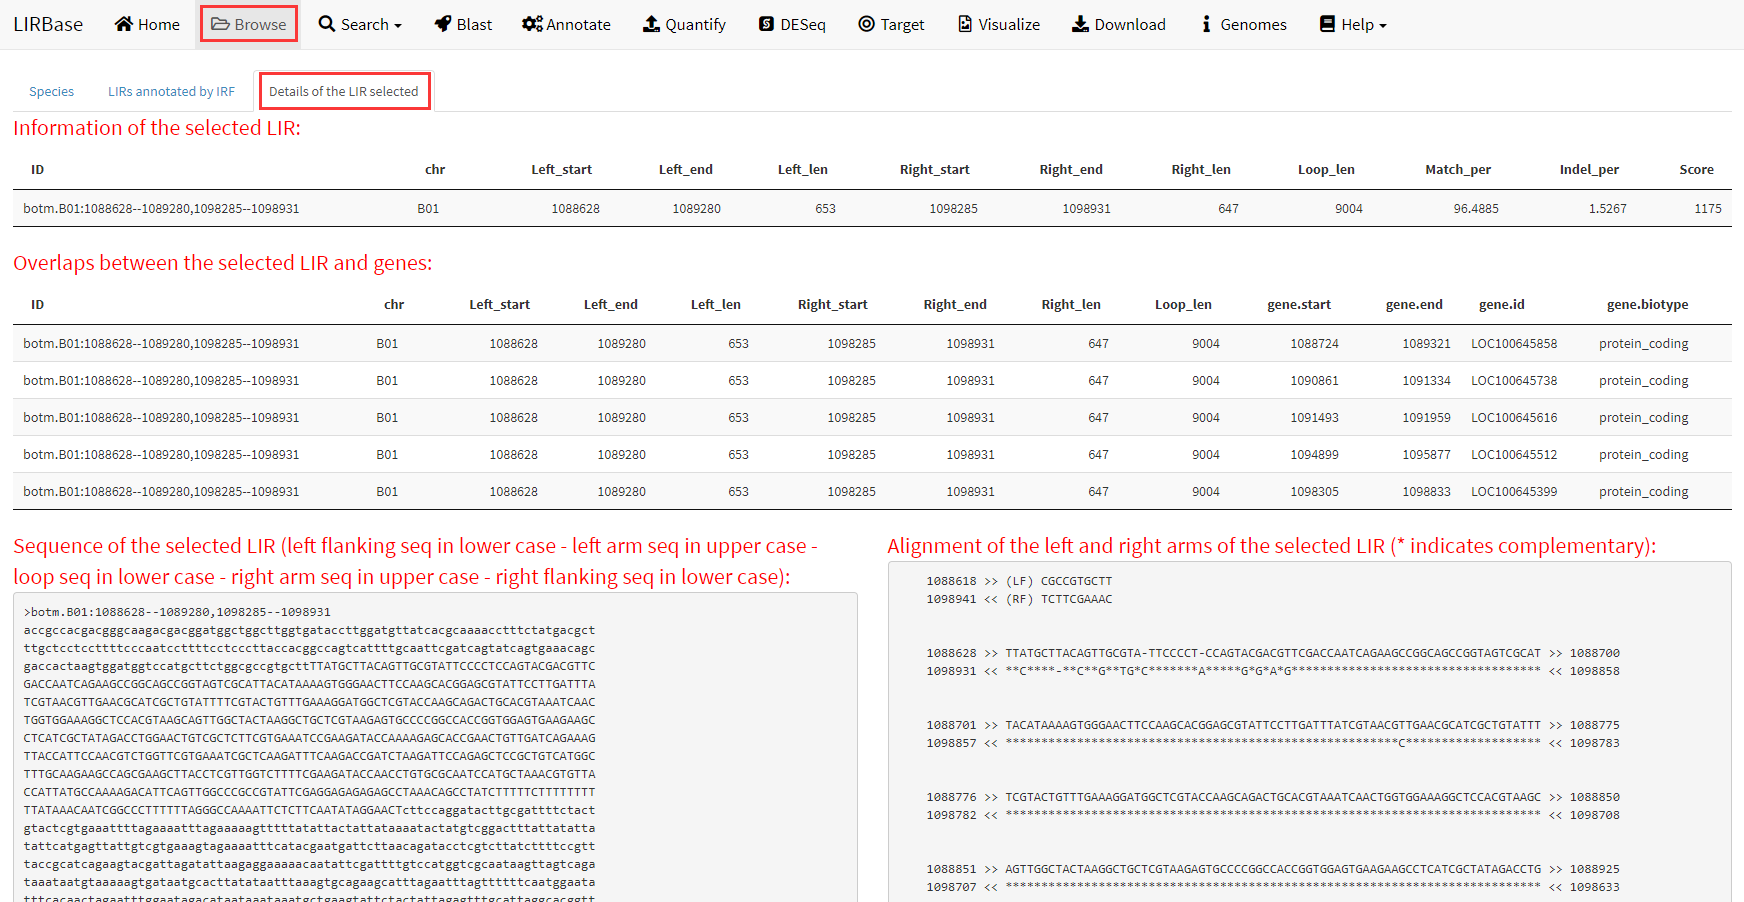 LIRBase Home Browse Search Blast Annotate Quantify DESeq Target Visualize Download Genomes Help
Species LIRs annotated by IRF Details of the LIR selected
Information of the selected LIR:
ID chr Left_start Left_end Left_len Right_start Right_end Right_len Loop_len Match_per Indel_per Score
botm.B01:1088628--1089280,1098285--1098931 B01 1088628 1089280 653 1098285 1098931 647 9004 96.4885 1.5267 1175
Overlaps between the selected LIR and genes:
ID chr Left_start Left_end Left_len Right_start Right_end Right_len Loop_len gene.start gene.end gene.id gene.biotype
botm.B01:1088628--1089280,1098285--1098931 B01 1088628 1089280 653 1098285 1098931 647 9004 1088724 1089321 LOC100645858 protein_coding
botm.B01:1088628--1089280,1098285--1098931 B01 1088628 1089280 653 1098285 1098931 647 9004 1090861 1091334 LOC100645738 protein_coding
botm.B01:1088628--1089280,1098285--1098931 B01 1088628 1089280 653 1098285 1098931 647 9004 1091493 1091959 LOC100645616 protein_coding
botm.B01:1088628--1089280,1098285--1098931 B01 1088628 1089280 653 1098285 1098931 647 9004 1094899 1095877 LOC100645512 protein_coding
botm.B01:1088628--1089280,1098285--1098931 B01 1088628 1089280 653 1098285 1098931 647 9004 1098305 1098833 LOC100645399 protein_coding
Sequence of the selected LIR (left flanking seq in lower case - left arm seq in upper case -
loop seq in lower case - right arm seq in upper case - right flanking seq in lower case):
>botm.B01:1088628--1089280,1098285--1098931
accgccacgacgggcaagacgacggatggctggcttggtgataccttggatgttatcacgcaaaacctttctatgacgct
ttgctcctccttttcccaatccttttcctcccttaccacggccagtcattttgcaattcgatcagtatcagtgaaacagc
gaccactaagtggatggtccatgcttctggcgccgtgcttTTATGCTTACAGTTGCGTATTCCCCTCCAGTACGACGTTC
GACCAATCAGAAGCCGGCAGCCGGTAGTCGCATTACATAAAAGTGGGAACTTCCAAGCACGGAGCGTATTCCTTGATTTA
TCGTAACGTTGAACGCATCGCTGTATTTTCGTACTGTTTGAAAGGATGGCTCGTACCAAGCAGACTGCACGTAAATCAAC
TGGTGGAAAGGCTCCACGTAAGCAGTTGGCTACTAAGGCTGCTCGTAAGAGTGCCCCGGCCACCGGTGGAGTGAAGAAGC
CTCATCGCTATAGACCTGGAACTGTCGCTCTTCGTGAAATCCGAAGATACCAAAAGAGCACCGAACTGTTGATCAGAAAG
TTACCATTCCAACGTCTGGTTCGTGAAATCGCTCAAGATTTCAAGACCGATCTAAGATTCCAGAGCTCCGCTGTCATGGC
TTTGCAAGAAGCCAGCGAAGCTTACCTCGTTGGTCTTTTCGAAGATACCAACCTGTGCGCAATCCATGCTAAACGTGTTA
CCATTATGCCAAAAGACATTCAGTTGGCCCGCCGTATTCGAGGAGAGAGAGCCTAAACAGCCTATCTTTTTCTTTTTTTT
TTATAAACAATCGGCCCTTTTTTAGGGCCAAAATTCTCTTCAATATAGGAACTcttccaggatacttgcgattttctact
gtactcgtgaaattttagaaaatttagaaaaagtttttatattactattataaaatactatgtcggactttattatatta
tattcatgagttattgtcgtgaaagtagaaaatttcatacgaatgattcttaacagatacctcgtcttatcttttccgtt
taccgcatcagaagtacgattagatattaagaggaaaaacaatattcgattttgtccatggtcgcaataagttagtcaga
taaataatgtaaaaagtgataatgcacttatataatttaaagtgcagaagcatttagaatttagttttttcaatggaata
tttcacaactagaatttggaatagacataataaataaatgctgaagtattctattagagtttgcattaggcacggtt
Alignment of the left and right arms of the selected LIR (* indicates complementary):
1088618 >> (LF) CGCCGTGCTT
1098941 << (RF) TCTTCGAAAC
1088628 >> TTATGCTTACAGTTGCGTA-TTCCCCT-CCAGTACGACGTTCGACCAATCAGAAGCCGGCAGCCGGTAGTCGCAT >> 1088700
1098931 << **C****-**C**G**TG*C*******A*****G*G*A*G*********************************** << 1098858
1088701 >> TACATAAAAGTGGGAACTTCCAAGCACGGAGCGTATTCCTTGATTTATCGTAACGTTGAACGCATCGCTGTATTT >> 1088775
1098857 << *******************************************************C******************* << 1098783
1088776 >> TCGTACTGTTTGAAAGGATGGCTCGTACCAAGCAGACTGCACGTAAATCAACTGGTGGAAAGGCTCCACGTAAGC >> 1088850
1098782 << *************************************************************************** << 1098708
1088851 >> AGTTGGCTACTAAGGCTGCTCGTAAGAGTGCCCCGGCCACCGGTGGAGTGAAGAAGCCTCATCGCTATAGACCTG >> 1088925
1098707 << *************************************************************************** << 1098633